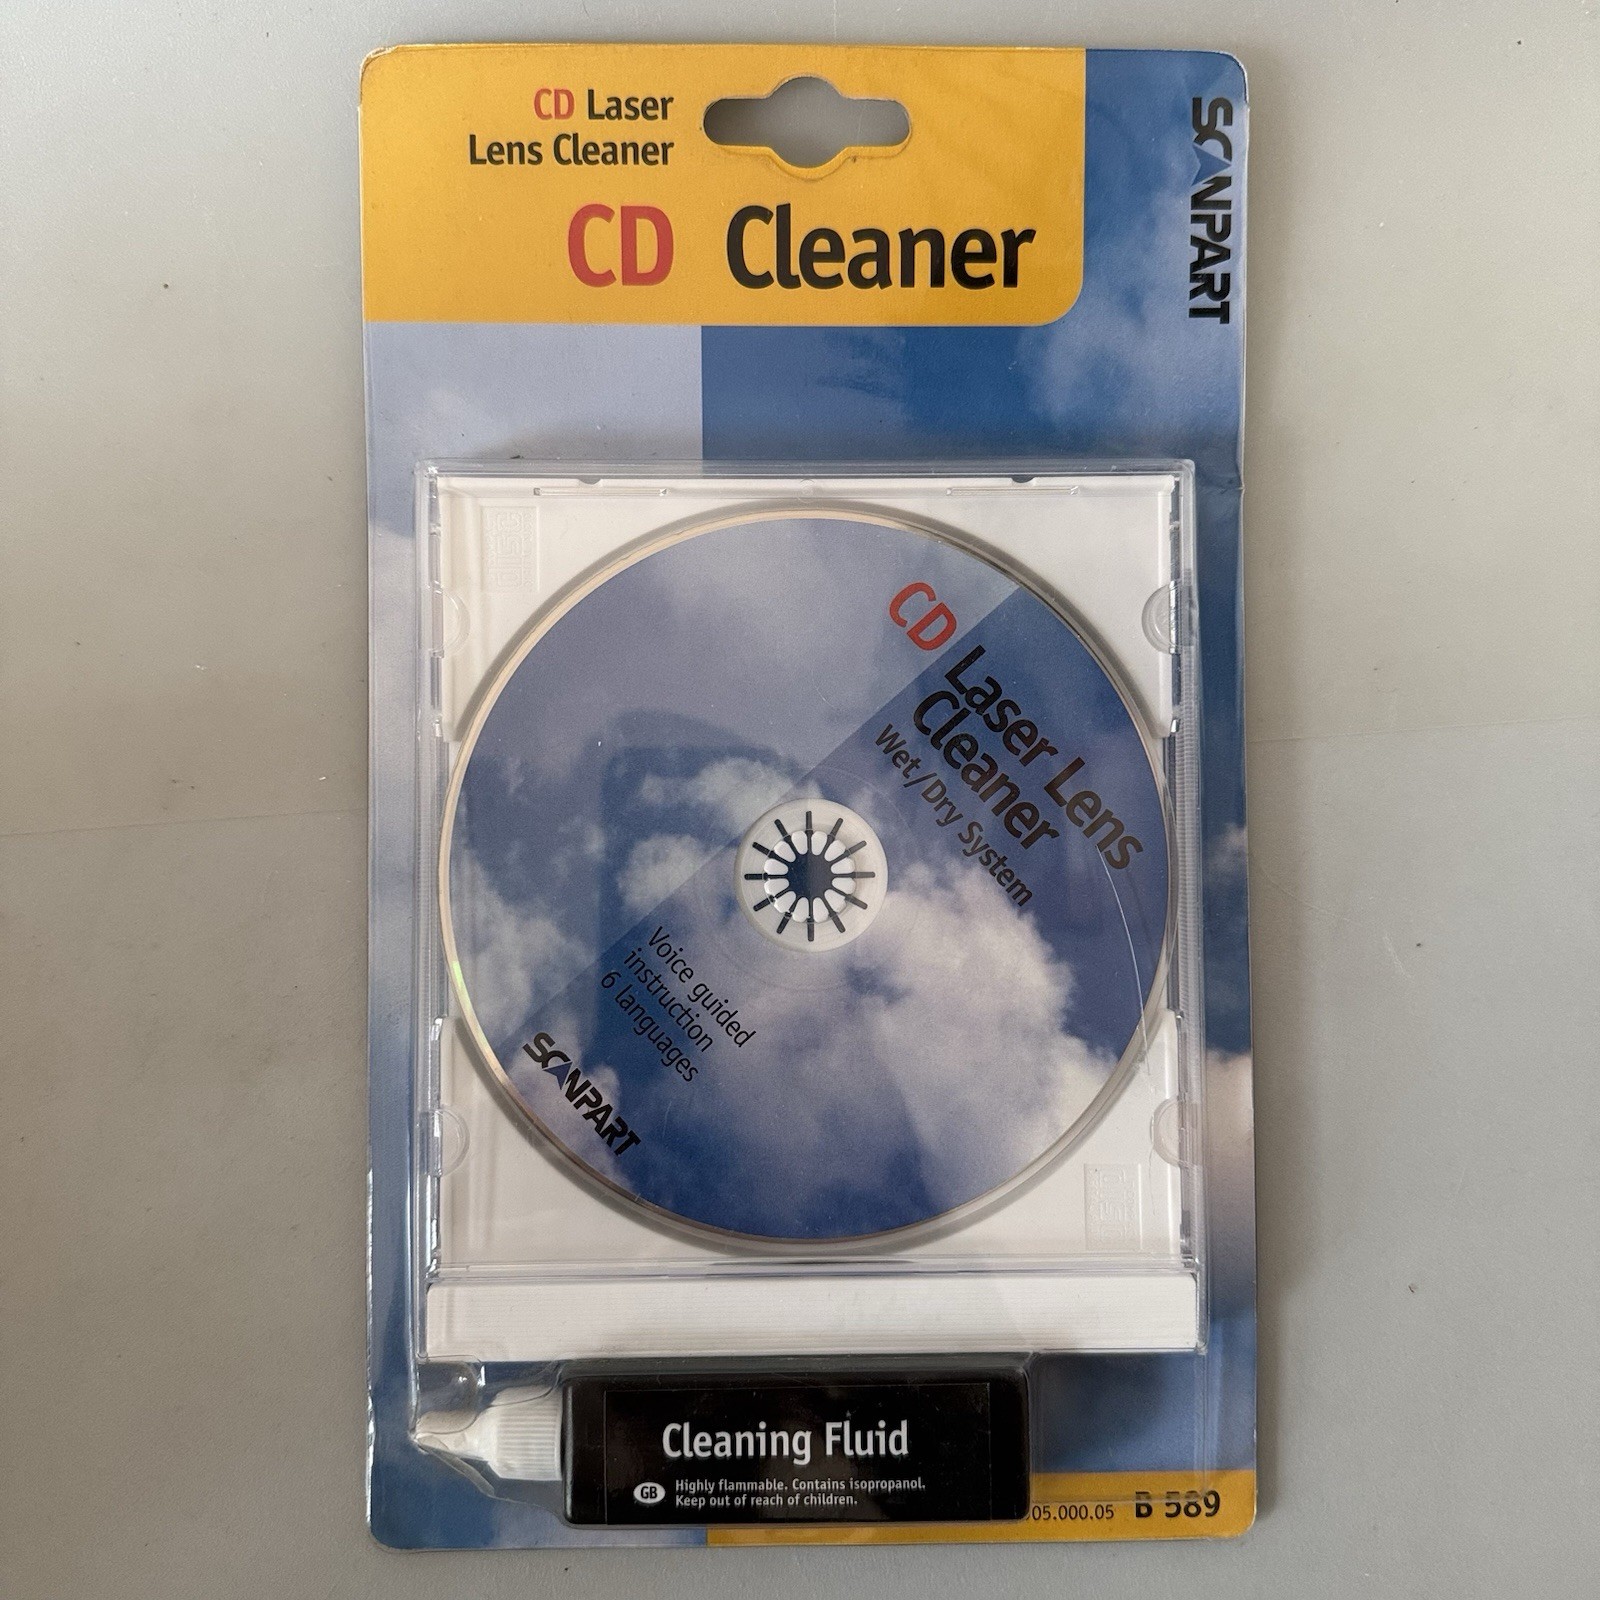 CD Laser
Lens Cleaner
CD Cleaner
SCANPART
CD Laser Lens
Cleaner
Wet/Dry System
Voice guided
instruction
6 languages
SCANPART
Cleaning Fluid
GB Highly flammable. Contains isopropanol.
Keep out of reach of children.
05.000.05 B 589